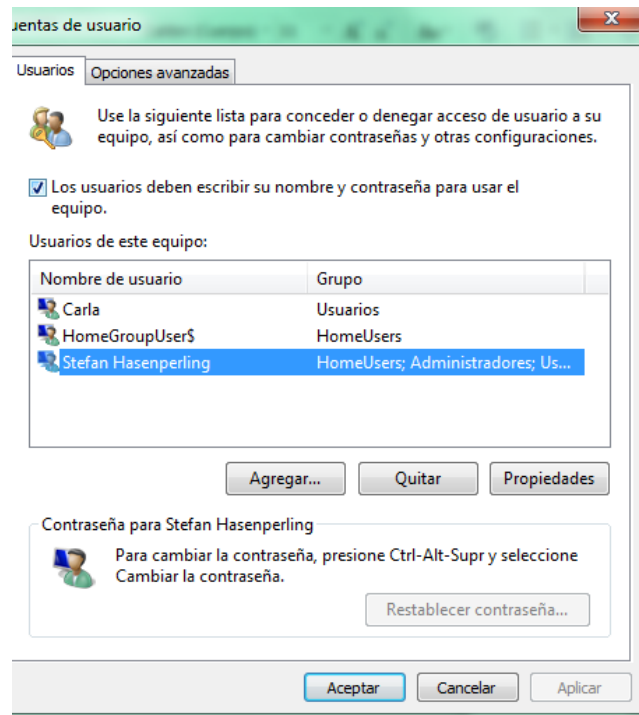 uentas de usuario
Usuarios
Opciones avanzadas
Use la siguiente lista para conceder o denegar acceso de usuario a su
equipo, así como para cambiar contraseñas y otras configuraciones.
Los usuarios deben escribir su nombre y contraseña para usar el
equipo.
Usuarios de este equipo:
Nombre de usuario Grupo
Carla Usuarios
HomeGroupUser$ HomeUsers
Stefan Hasenperling HomeUsers; Administradores; Us...
Agregar... Quitar Propiedades
Contraseña para Stefan Hasenperling
Para cambiar la contraseña, presione Ctrl-Alt-Supr y seleccione
Cambiar la contraseña.
Restablecer contraseña...
Aceptar Cancelar Aplicar